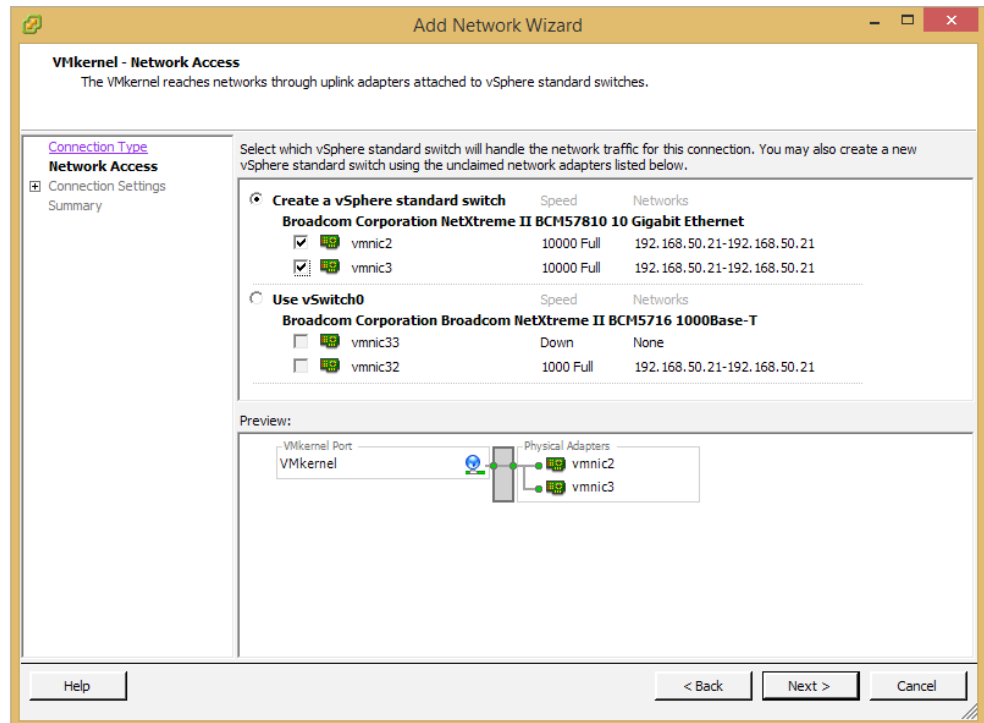 Add Network Wizard
VMkernel - Network Access
The VMkernel reaches networks through uplink adapters attached to vSphere standard switches.
Connection Type
Network Access
Connection Settings
Summary
Select which vSphere standard switch will handle the network traffic for this connection. You may also create a new
vSphere standard switch using the unclaimed network adapters listed below.
Create a vSphere standard switch Speed Networks
Broadcom Corporation NetXtreme II BCM57810 10 Gigabit Ethernet
vmnic2 10000 Full 192.168.50.21-192.168.50.21
vmnic3 10000 Full 192.168.50.21-192.168.50.21
Use vSwitch0 Speed Networks
Broadcom Corporation Broadcom NetXtreme II BCM5716 1000Base-T
vmnic33 Down None
vmnic32 1000 Full 192.168.50.21-192.168.50.21
Preview:
VMkernel Port Physical Adapters
VMkernel vmnic2
vmnic3
Help < Back Next > Cancel